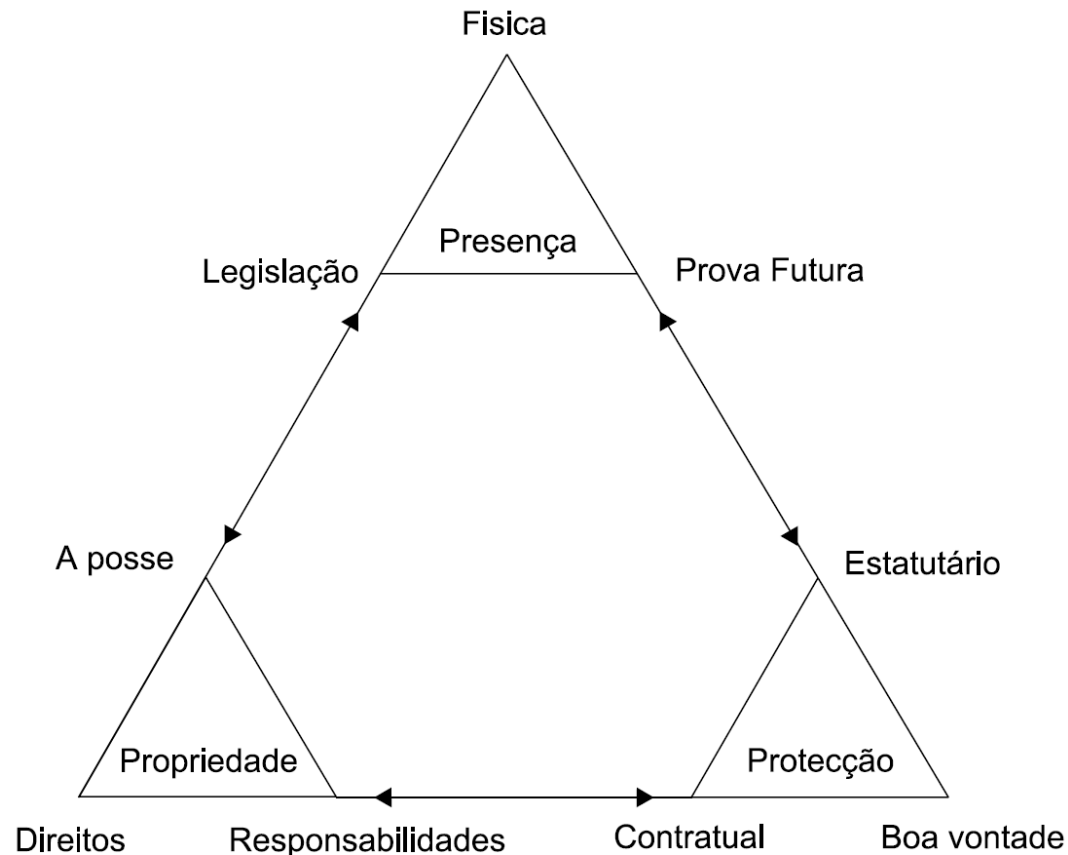 Fisica
Presença
Legislação
Prova Futura
A posse
Estatutário
Propriedade
Protecção
Direitos
Responsabilidades
Contratual
Boa vontade